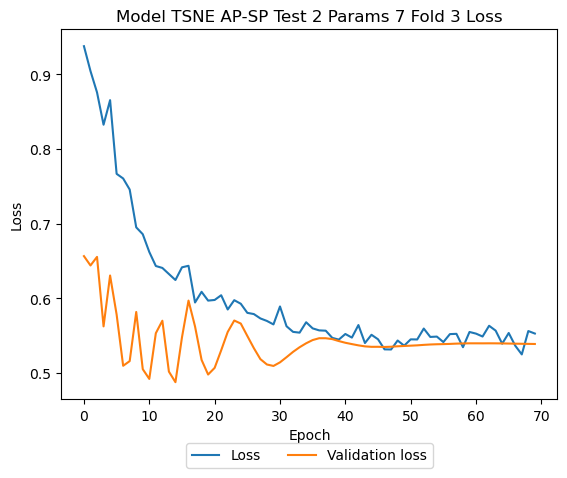 Model TSNE AP-SP Test 2 Params 7 Fold 3 Loss
Loss
0.9
0.8
0.7
0.6
0.5
0 10 20 30 40 50 60 70
Epoch
Loss Validation loss